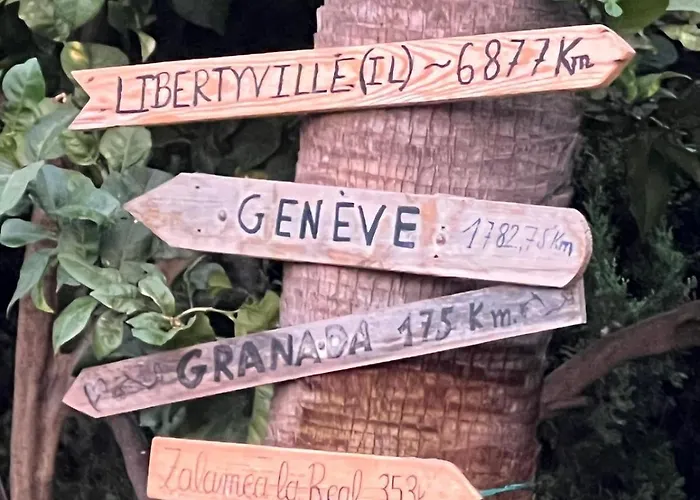 LIBERTYVILLE (IL) ~ 6877 Km
GENÈVE 1782,75 Km
GRANADA 175 Km.
Zalamea la Real 353